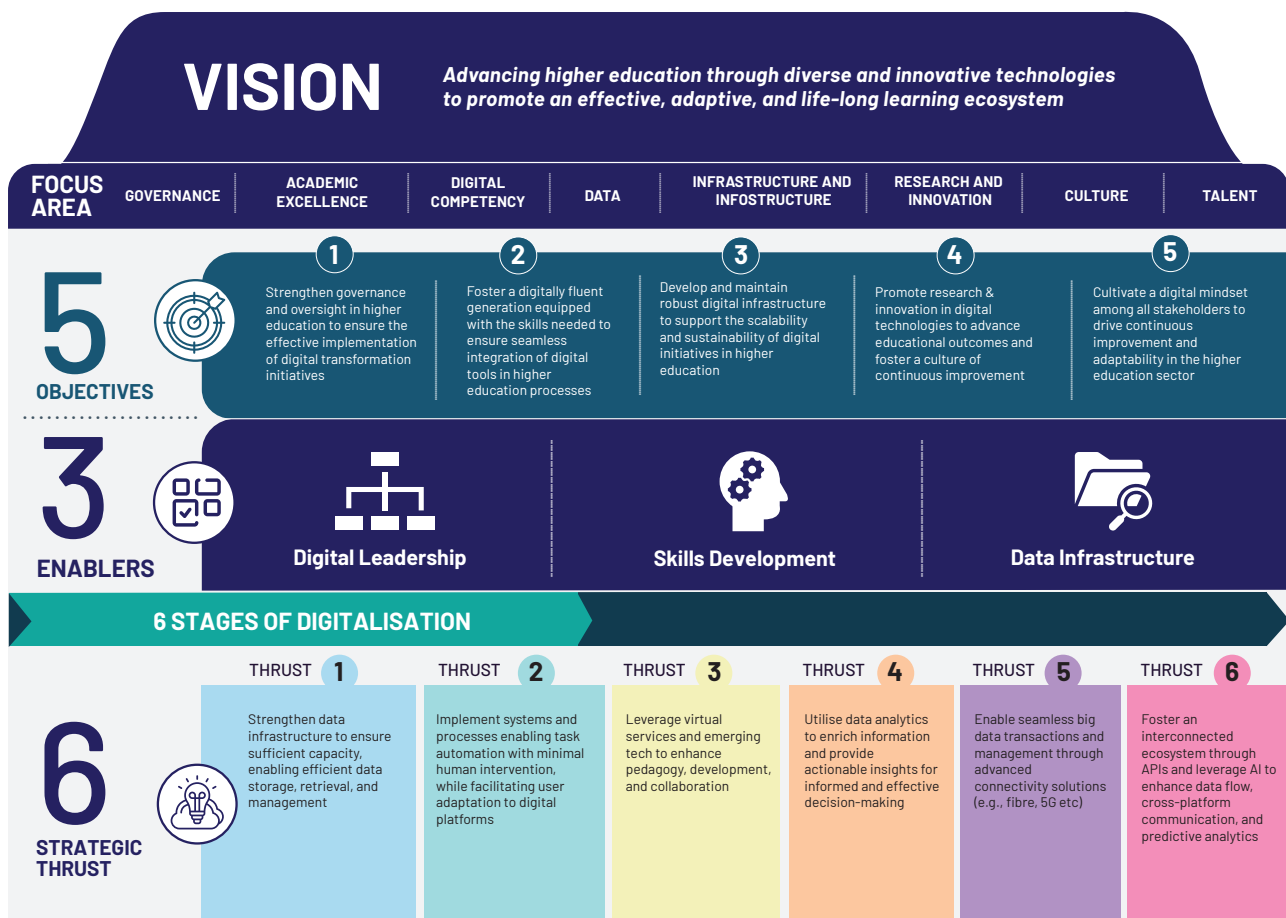 VISION
Advancing higher education through diverse and innovative technologies
to promote an effective, adaptive, and life-long learning ecosystem
FOCUS
AREA
GOVERNANCE
ACADEMIC
EXCELLENCE
DIGITAL
COMPETENCY
DATA
INFRASTRUCTURE AND
INFOSTRUCTURE
RESEARCH AND
INNOVATION
CULTURE
TALENT
5
OBJECTIVES
1
Strengthen governance
and oversight in higher
education to ensure the
effective implementation
of digital transformation
initiatives
2
Foster a digitally fluent
generation equipped
with the skills needed to
ensure seamless
integration of digital
tools in higher
education processes
3
Develop and maintain
robust digital infrastructure
to support the scalability
and sustainability of digital
initiatives in higher
education
4
Promote research &
innovation in digital
technologies to advance
educational outcomes and
foster a culture of
continuous improvement
5
Cultivate a digital mindset
among all stakeholders to
drive continuous
improvement and
adaptability in the higher
education sector
3
ENABLERS
Digital Leadership
Skills Development
Data Infrastructure
6 STAGES OF DIGITALISATION
6
STRATEGIC
THRUST
THRUST 1
Strengthen data
infrastructure to ensure
sufficient capacity,
enabling efficient data
storage, retrieval, and
management
THRUST 2
Implement systems and
processes enabling task
automation with minimal
human intervention,
while facilitating user
adaptation to digital
platforms
THRUST 3
Leverage virtual
services and emerging
tech to enhance
pedagogy, development,
and collaboration
THRUST 4
Utilise data analytics
to enrich information
and provide
actionable insights for
informed and effective
decision-making
THRUST 5
Enable seamless big
data transactions and
management through
advanced
connectivity solutions
(e.g., fibre, 5G etc)
THRUST 6
Foster an
interconnected
ecosystem through
APIs and leverage AI to
enhance data flow,
cross-platform
communication, and
predictive analytics